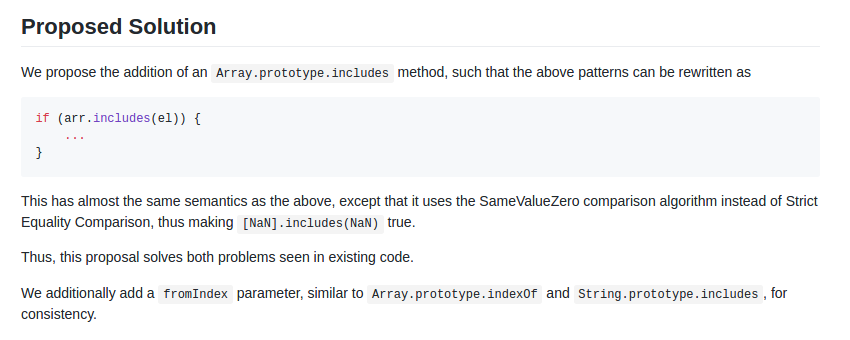 Proposed Solution
We propose the addition of an Array.prototype.includes method, such that the above patterns can be rewritten as
if (arr.includes(el)) {
    ...
}
This has almost the same semantics as the above, except that it uses the SameValueZero comparison algorithm instead of Strict
Equality Comparison, thus making [NaN].includes(NaN) true.
Thus, this proposal solves both problems seen in existing code.
We additionally add a fromIndex parameter, similar to Array.prototype.indexOf and String.prototype.includes, for
consistency.